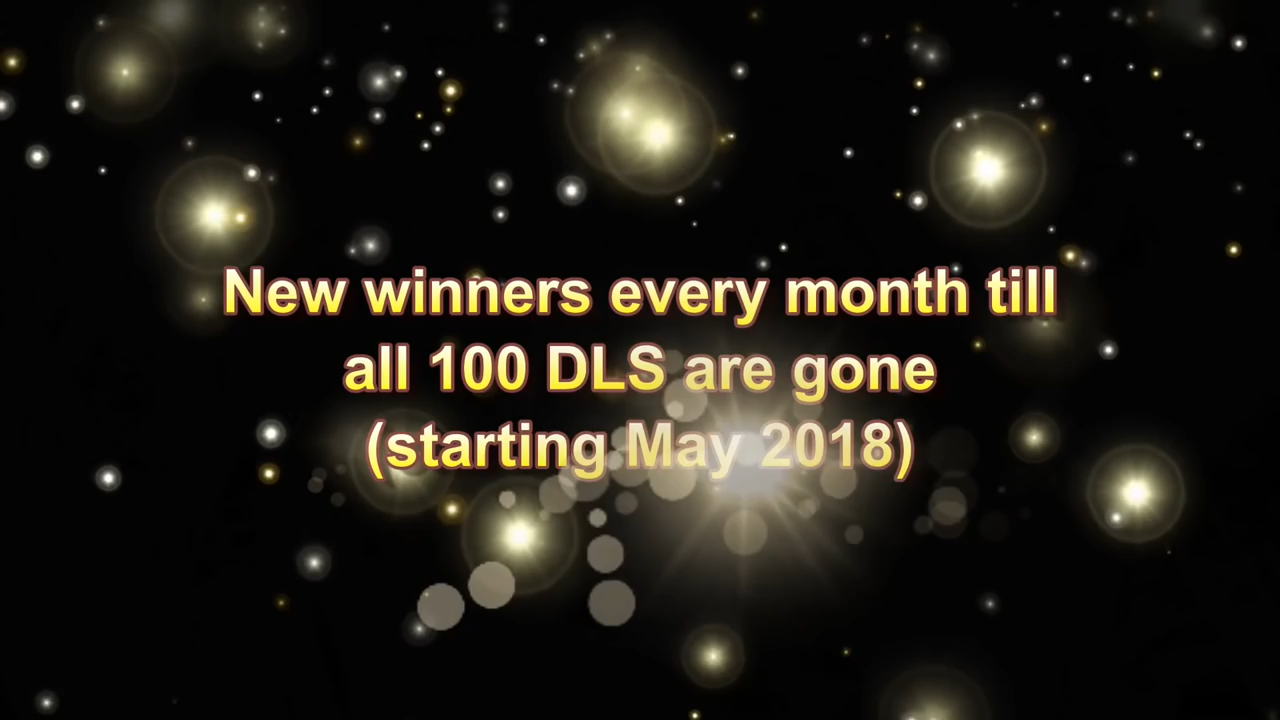 New winners every month till
all 100 DLS are gone
(starting May 2018)